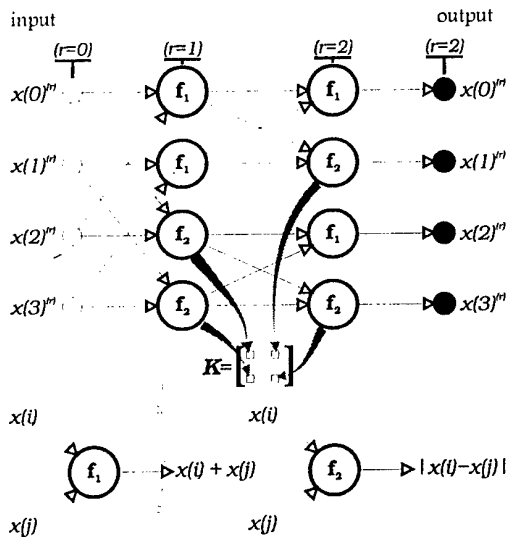 input output
(r=0) (r=1) (r=2) (r=2)
x(0)⁽ʳ⁾ f₁ f₁ x(0)⁽ʳ⁾
x(1)⁽ʳ⁾ f₁ f₂ x(1)⁽ʳ⁾
x(2)⁽ʳ⁾ f₂ f₁ x(2)⁽ʳ⁾
x(3)⁽ʳ⁾ f₂ f₂ x(3)⁽ʳ⁾
K=[ ]
x(i) x(i)
f₁ x(i) + x(j) f₂ |x(i)−x(j)|
x(j) x(j)